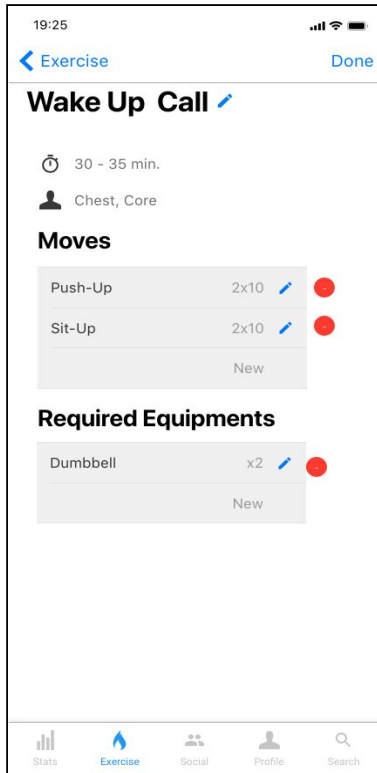 19:25
Exercise Done
Wake Up Call
30 - 35 min.
Chest, Core
Moves
Push-Up 2x10 -
Sit-Up 2x10 -
New
Required Equipments
Dumbbell x2 -
New
Stats Exercise Social Profile Search